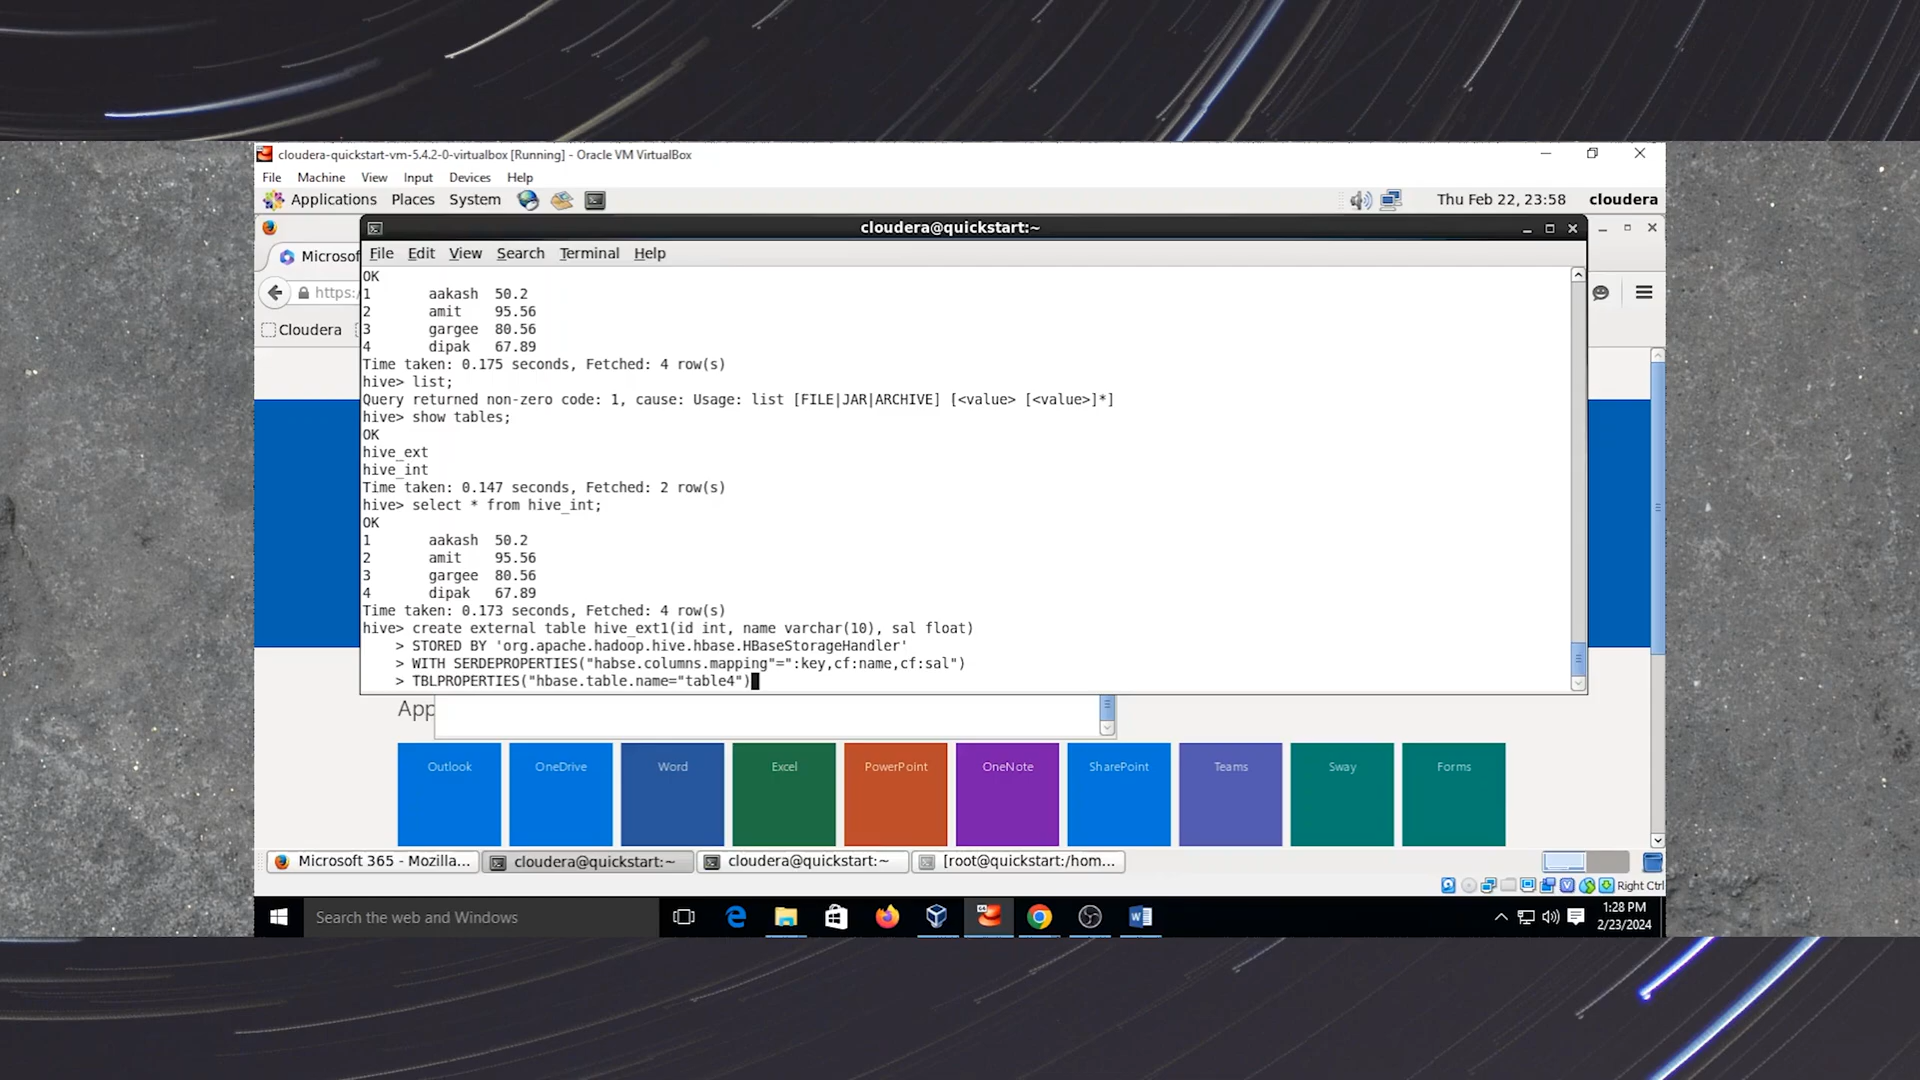 cloudera-quickstart-vm-5.4.2-0-virtualbox [Running] - Oracle VM VirtualBox
File Machine View Input Devices Help
Applications Places System Thu Feb 22, 23:58 cloudera
cloudera@quickstart:~
Microsof
File Edit View Search Terminal Help
https:/
Cloudera
OK
1 aakash 50.2
2 amit 95.56
3 gargee 80.56
4 dipak 67.89
Time taken: 0.175 seconds, Fetched: 4 row(s)
hive> list;
Query returned non-zero code: 1, cause: Usage: list [FILE|JAR|ARCHIVE] [<value> [<value>]*]
hive> show tables;
OK
hive_ext
hive_int
Time taken: 0.147 seconds, Fetched: 2 row(s)
hive> select * from hive_int;
OK
1 aakash 50.2
2 amit 95.56
3 gargee 80.56
4 dipak 67.89
Time taken: 0.173 seconds, Fetched: 4 row(s)
hive> create external table hive_ext1(id int, name varchar(10), sal float)
> STORED BY 'org.apache.hadoop.hive.hbase.HBaseStorageHandler'
> WITH SERDEPROPERTIES("habse.columns.mapping"=":key,cf:name,cf:sal")
> TBLPROPERTIES("hbase.table.name="table4")
App
Outlook OneDrive Word Excel PowerPoint OneNote SharePoint Teams Sway Forms
Microsoft 365 - Mozilla... cloudera@quickstart:~ cloudera@quickstart:~ [root@quickstart:/hom...
Right Ctrl
Search the web and Windows
1:28 PM
2/23/2024